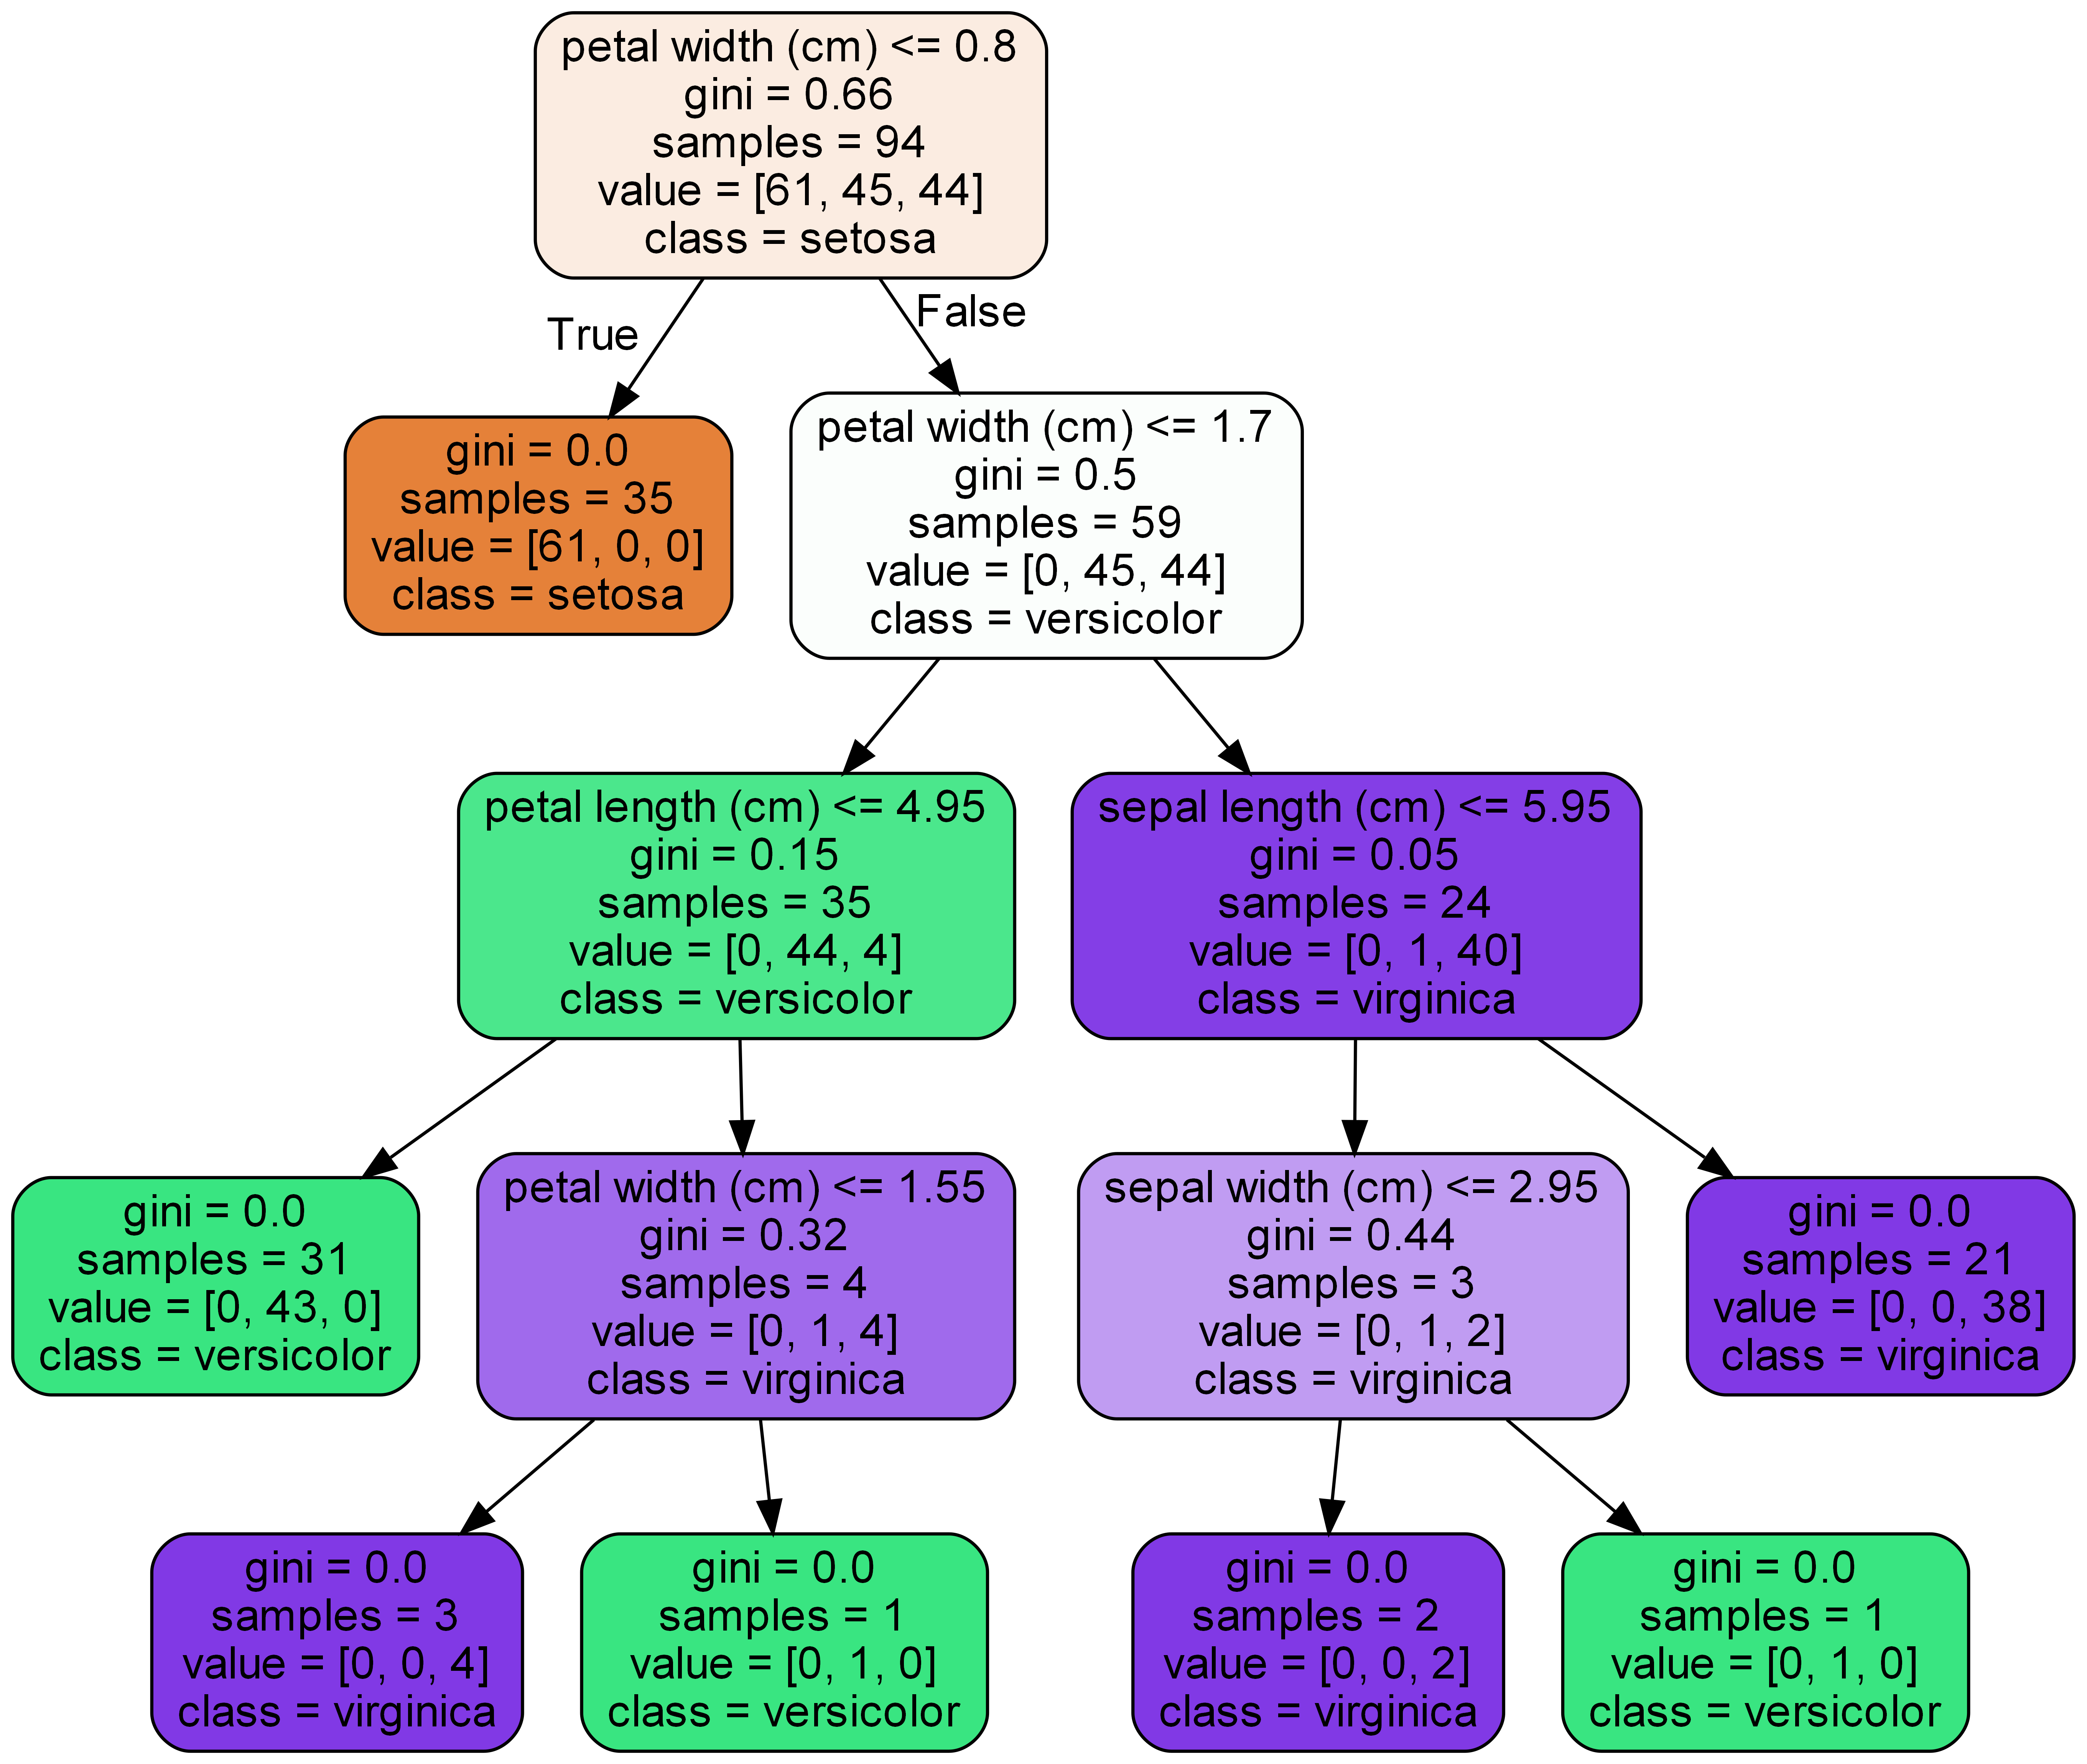 petal width (cm) <= 0.8
gini = 0.66
samples = 94
value = [61, 45, 44]
class = setosa
True
False
gini = 0.0
samples = 35
value = [61, 0, 0]
class = setosa
petal width (cm) <= 1.7
gini = 0.5
samples = 59
value = [0, 45, 44]
class = versicolor
petal length (cm) <= 4.95
gini = 0.15
samples = 35
value = [0, 44, 4]
class = versicolor
sepal length (cm) <= 5.95
gini = 0.05
samples = 24
value = [0, 1, 40]
class = virginica
gini = 0.0
samples = 31
value = [0, 43, 0]
class = versicolor
petal width (cm) <= 1.55
gini = 0.32
samples = 4
value = [0, 1, 4]
class = virginica
sepal width (cm) <= 2.95
gini = 0.44
samples = 3
value = [0, 1, 2]
class = virginica
gini = 0.0
samples = 21
value = [0, 0, 38]
class = virginica
gini = 0.0
samples = 3
value = [0, 0, 4]
class = virginica
gini = 0.0
samples = 1
value = [0, 1, 0]
class = versicolor
gini = 0.0
samples = 2
value = [0, 0, 2]
class = virginica
gini = 0.0
samples = 1
value = [0, 1, 0]
class = versicolor